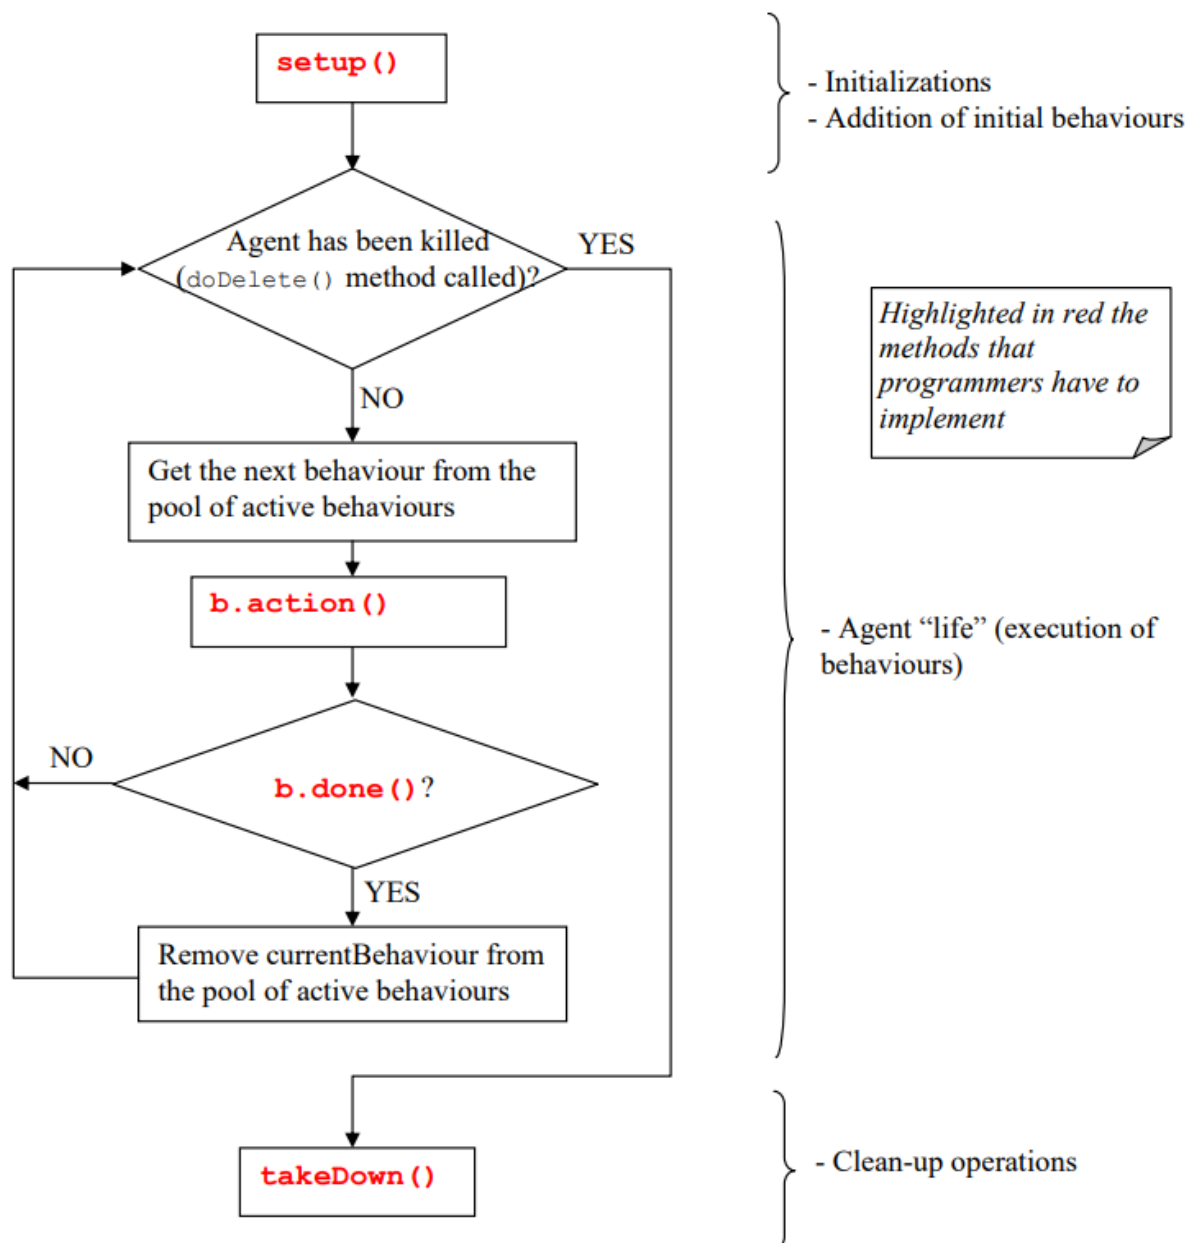 setup()
- Initializations
- Addition of initial behaviours
Agent has been killed
(doDelete() method called)?
YES
Highlighted in red the
methods that
programmers have to
implement
NO
Get the next behaviour from the
pool of active behaviours
b.action()
- Agent “life” (execution of
behaviours)
NO
b.done()?
YES
Remove currentBehaviour from
the pool of active behaviours
takeDown()
- Clean-up operations